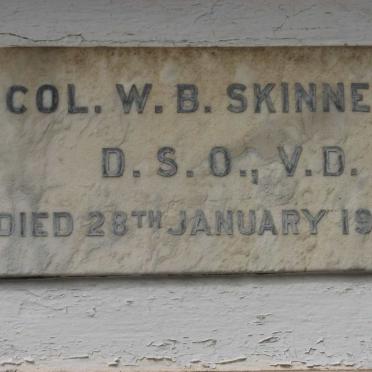 COL. W. B. SKINNE
D. S. O., V. D.
DIED 28TH JANUARY 19